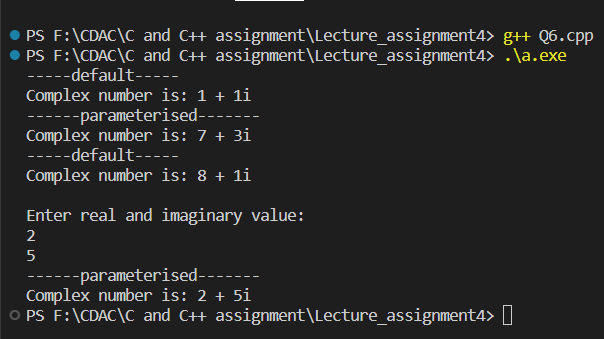 PS F:\CDAC\C and C++ assignment\Lecture_assignment4> g++ Q6.cpp
PS F:\CDAC\C and C++ assignment\Lecture_assignment4> .\a.exe
-----default-----
Complex number is: 1 + 1i
------parameterised-------
Complex number is: 7 + 3i
-----default-----
Complex number is: 8 + 1i

Enter real and imaginary value:
2
5
------parameterised-------
Complex number is: 2 + 5i
PS F:\CDAC\C and C++ assignment\Lecture_assignment4>